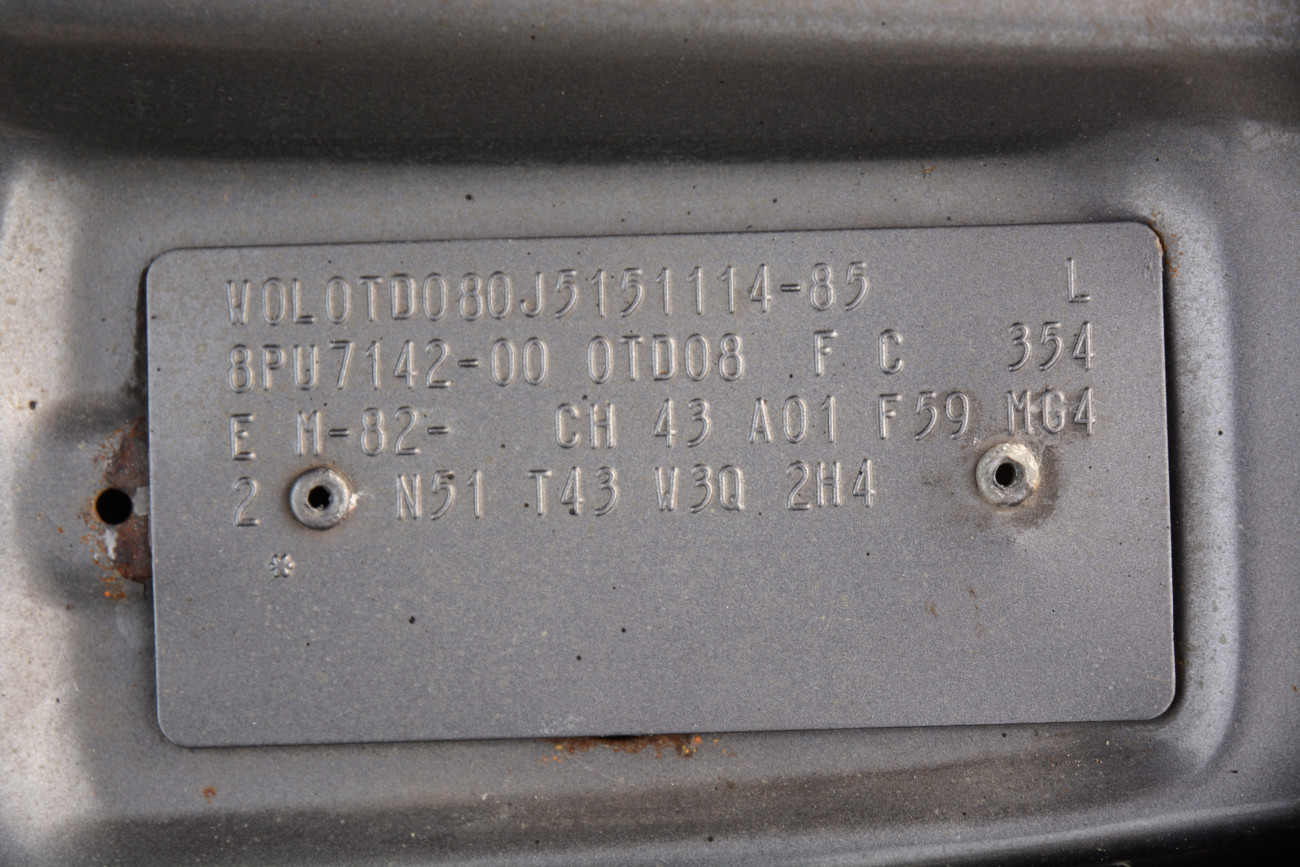 W0L0TD080J5151114-85 L
8PU7142-00 0TD08 F C 354
E M-82- CH 43 A01 F59 MG4
2 N51 T43 W3Q 2H4
*